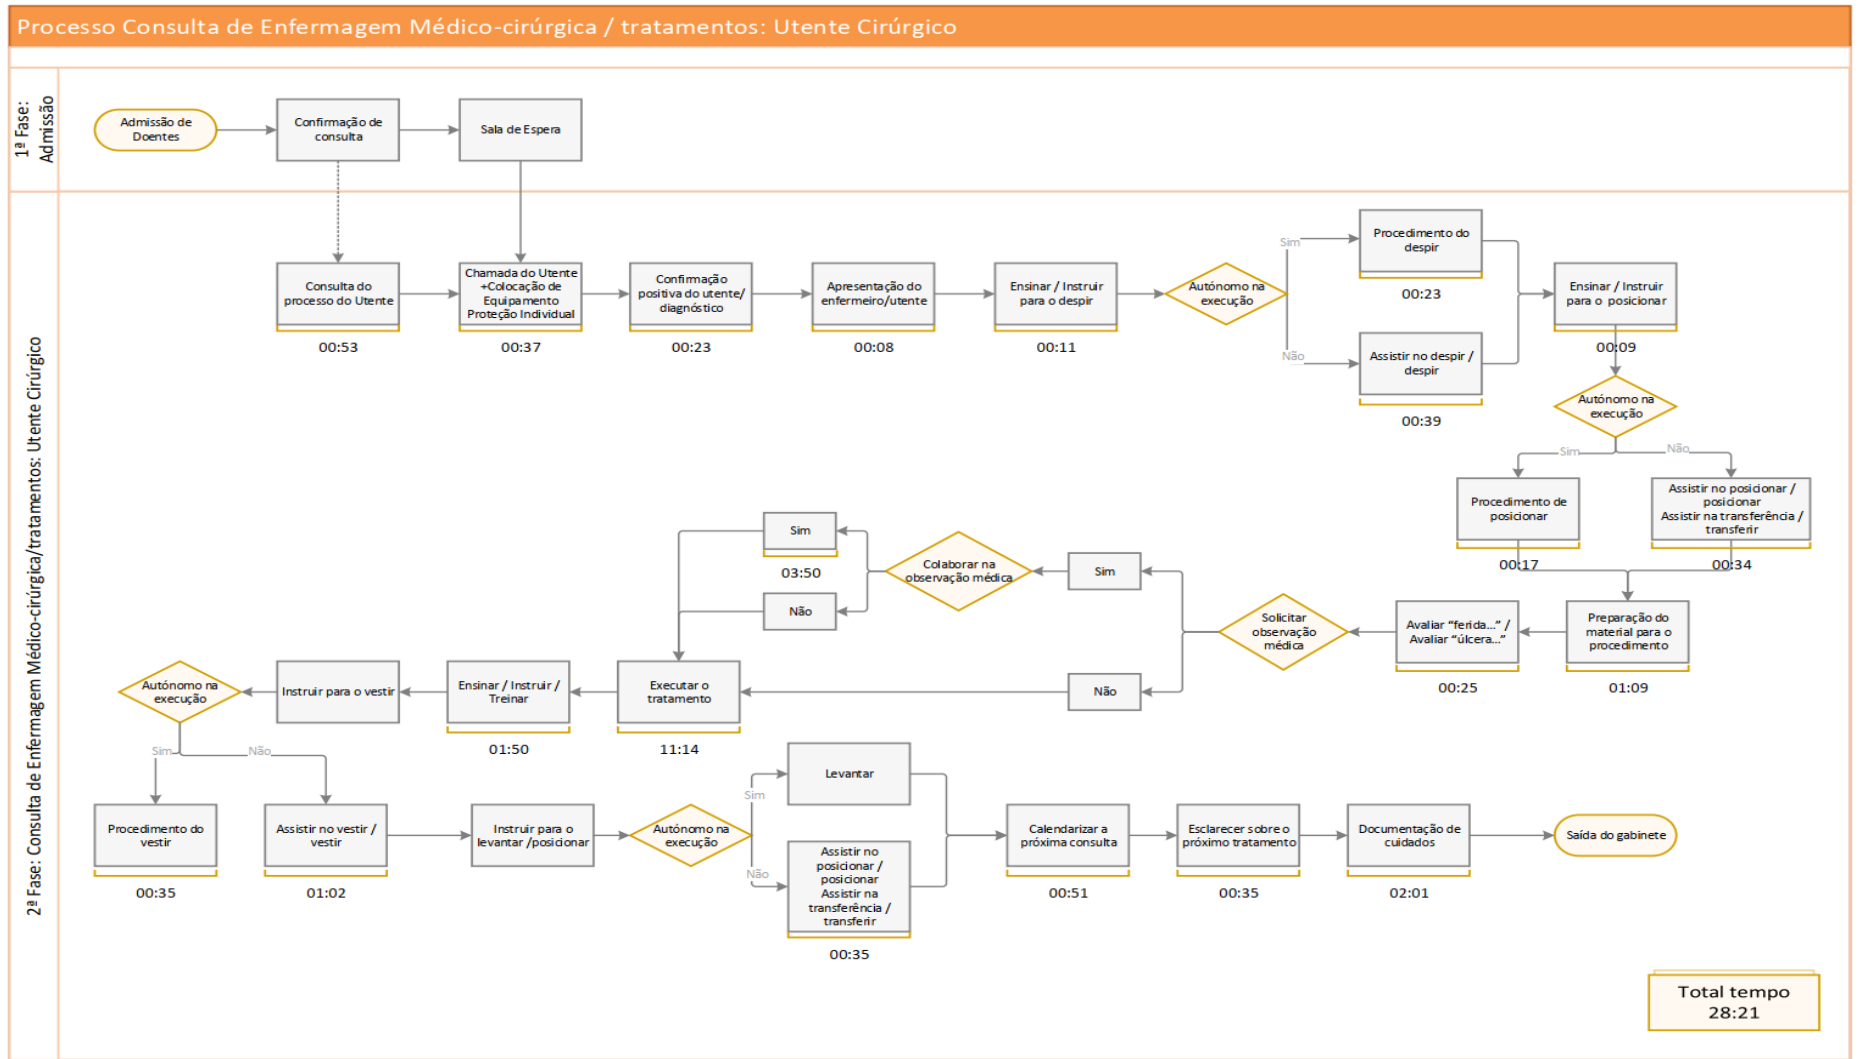 Processo Consulta de Enfermagem Médico-cirúrgica / tratamentos: Utente Cirúrgico
1ª Fase:
Admissão
Admissão de
Doentes
Confirmação de
consulta
Sala de Espera
2ª Fase: Consulta de Enfermagem Médico-cirúrgica/tratamentos: Utente Cirúrgico
Consulta do
processo do Utente
00:53
Chamada do Utente
+Colocação de
Equipamento
Proteção Individual
00:37
Confirmação
positiva do utente/
diagnóstico
00:23
Apresentação do
enfermeiro/utente
00:08
Ensinar / Instruir
para o despir
00:11
Autónomo na
execução
Sim
Procedimento do
despir
00:23
Não
Assistir no despir /
despir
00:39
Ensinar / Instruir
para o posicionar
00:09
Autónomo na
execução
Sim
Não
Procedimento de
posicionar
00:17
Assistir no posicionar /
posicionar
Assistir na transferência /
transferir
00:34
Preparação do
material para o
procedimento
01:09
Avaliar “ferida...” /
Avaliar “úlcera...”
00:25
Solicitar
observação
médica
Sim
Não
Colaborar na
observação médica
Sim
03:50
Não
Executar o
tratamento
11:14
Ensinar / Instruir /
Treinar
01:50
Instruir para o vestir
Autónomo na
execução
Sim
Não
Procedimento do
vestir
00:35
Assistir no vestir /
vestir
01:02
Instruir para o
levantar /posicionar
Autónomo na
execução
Sim
Levantar
Não
Assistir no
posicionar /
posicionar
Assistir na
transferência /
transferir
00:35
Calendarizar a
próxima consulta
00:51
Esclarecer sobre o
próximo tratamento
00:35
Documentação de
cuidados
02:01
Saída do gabinete
Total tempo
28:21